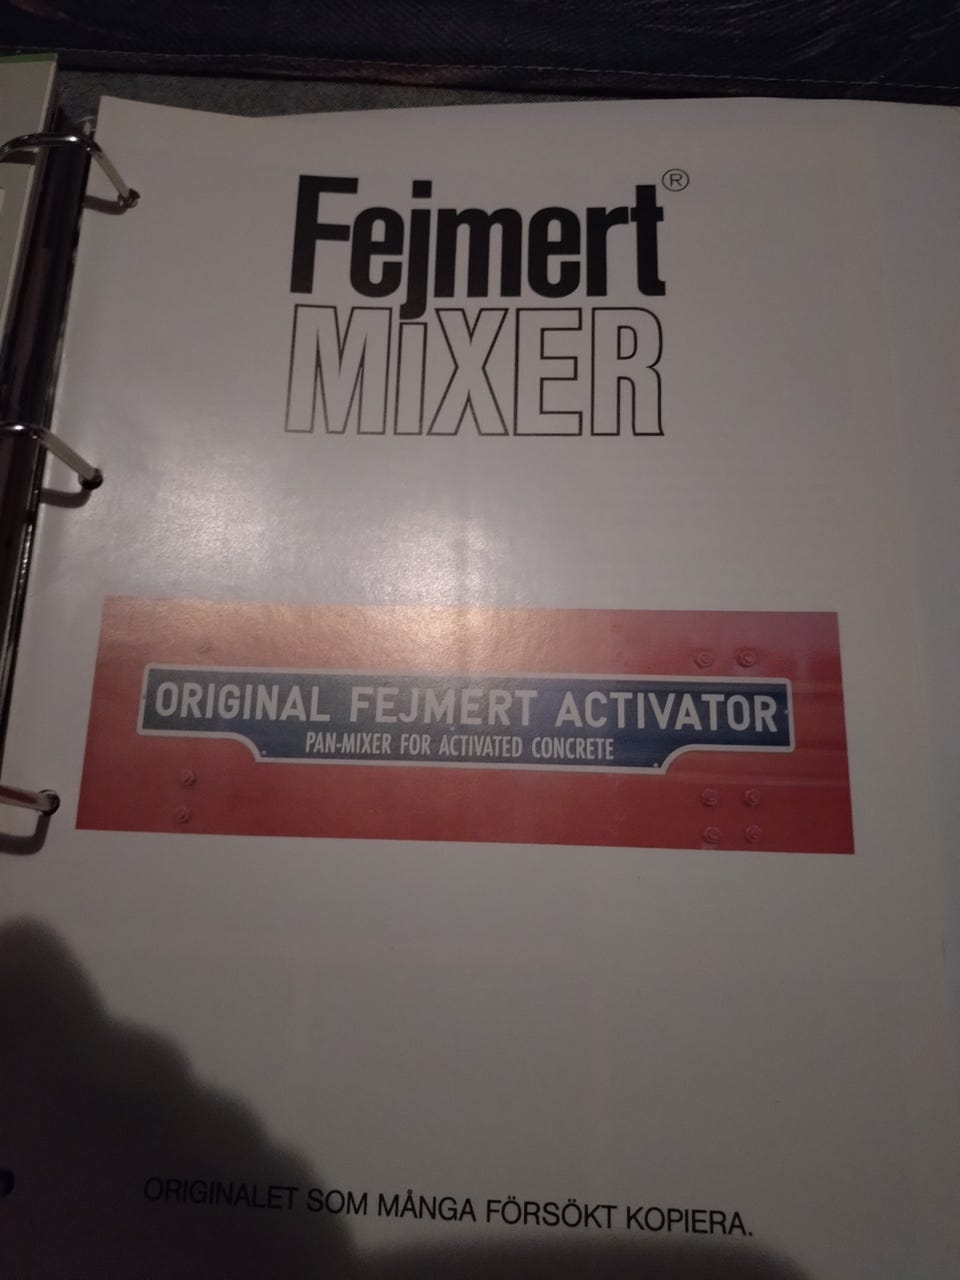 Fejmert®
MiXER
ORIGINAL FEJMERT ACTIVATOR
PAN-MIXER FOR ACTIVATED CONCRETE
ORIGINALET SOM MÅNGA FÖRSÖKT KOPIERA.